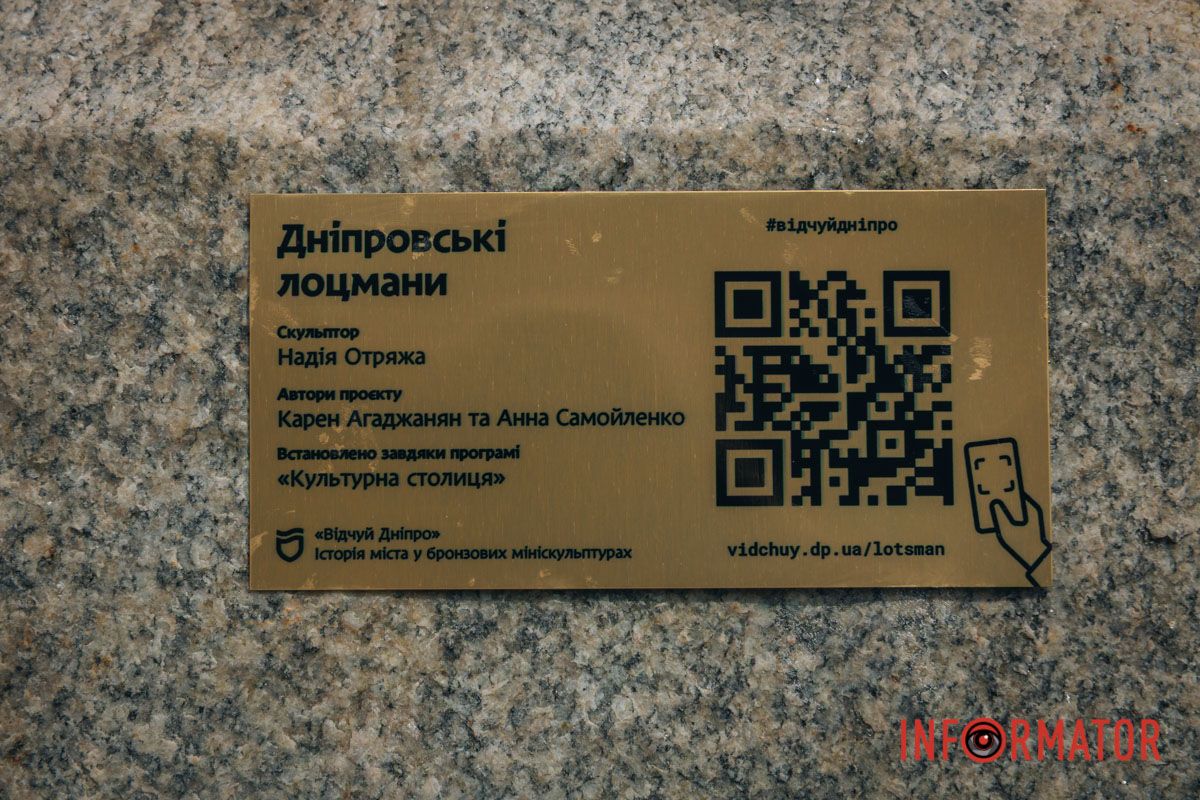 Дніпровські
лоцмани
Скульптор
Надія Отряжа
Автори проєкту
Карен Агаджанян та Анна Самойленко
Встановлено завдяки програмі
«Культурна столиця»
«Відчуй Дніпро»
Історія міста у бронзових мініскульптурах
#відчуйдніпро
vidchuy.dp.ua/lotsman
INFORMATOR